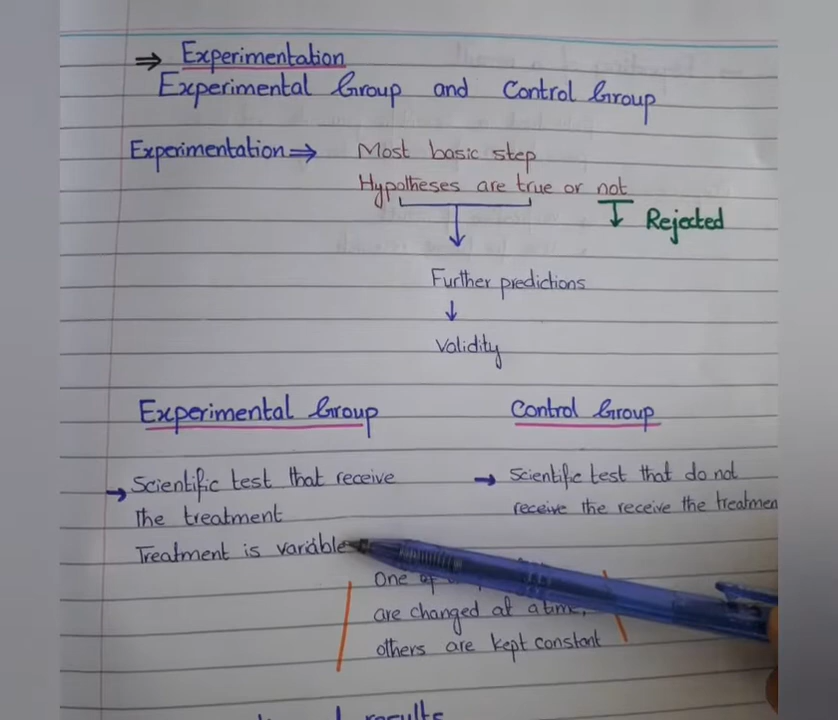 ⇒ Experimentation
Experimental Group and Control Group
Experimentation ⇒ Most basic step
Hypotheses are true or not
↓ Rejected
Further predictions
↓
Validity
Experimental Group
Control Group
→ Scientific test that receive
the treatment
Treatment is variable
→ Scientific test that do not
receive the receive the treatmen
One of
are changed at a time,
others are kept constant
results